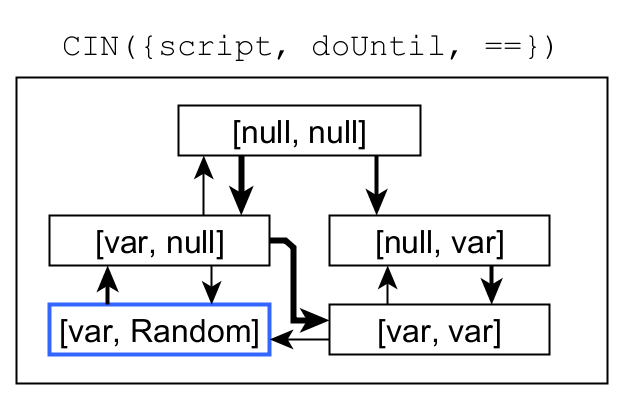 CIN({script, doUntil, ==})
[null, null]
[var, null]
[null, var]
[var, Random]
[var, var]